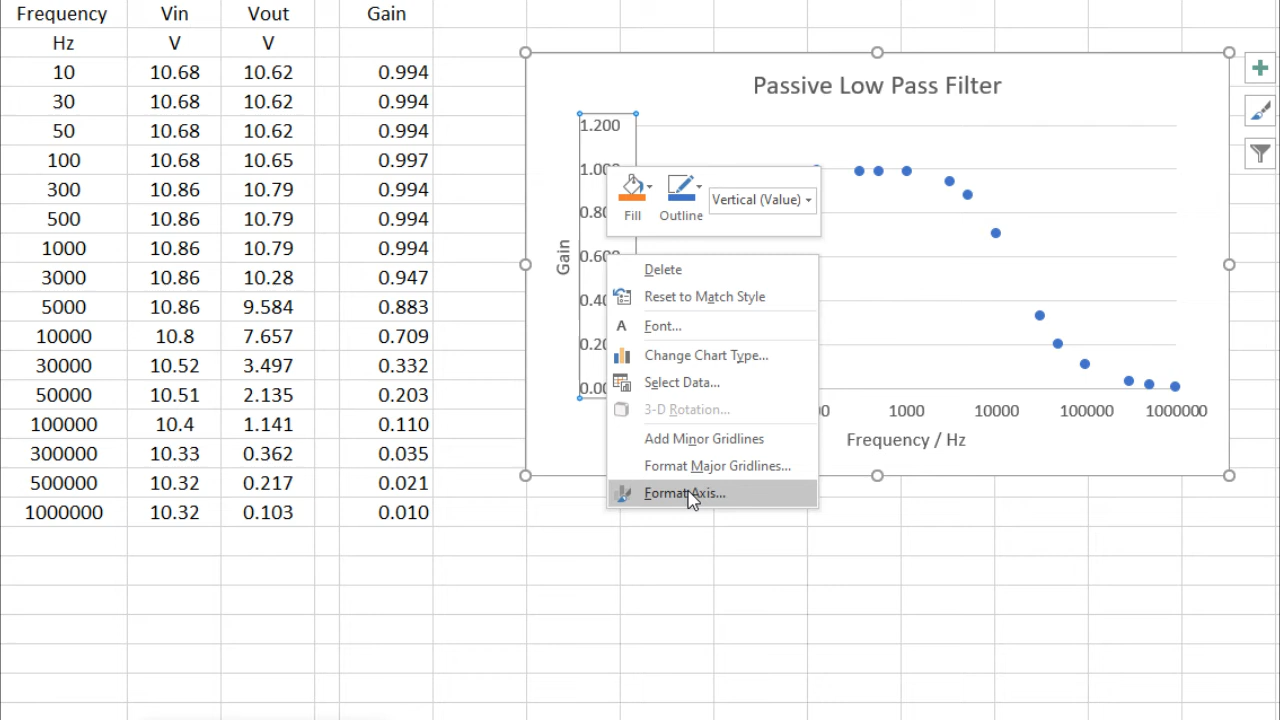 Frequency Vin Vout Gain
Hz V V
10 10.68 10.62 0.994
30 10.68 10.62 0.994
50 10.68 10.62 0.994
100 10.68 10.65 0.997
300 10.86 10.79 0.994
500 10.86 10.79 0.994
1000 10.86 10.79 0.994
3000 10.86 10.28 0.947
5000 10.86 9.584 0.883
10000 10.8 7.657 0.709
30000 10.52 3.497 0.332
50000 10.51 2.135 0.203
100000 10.4 1.141 0.110
300000 10.33 0.362 0.035
500000 10.32 0.217 0.021
1000000 10.32 0.103 0.010
Passive Low Pass Filter
1.200
Gain
Fill
Outline
Vertical (Value)
Delete
Reset to Match Style
A Font...
Change Chart Type...
Select Data...
3-D Rotation...
Add Minor Gridlines
Format Major Gridlines...
Format Axis...
1000 10000 100000 1000000
Frequency / Hz